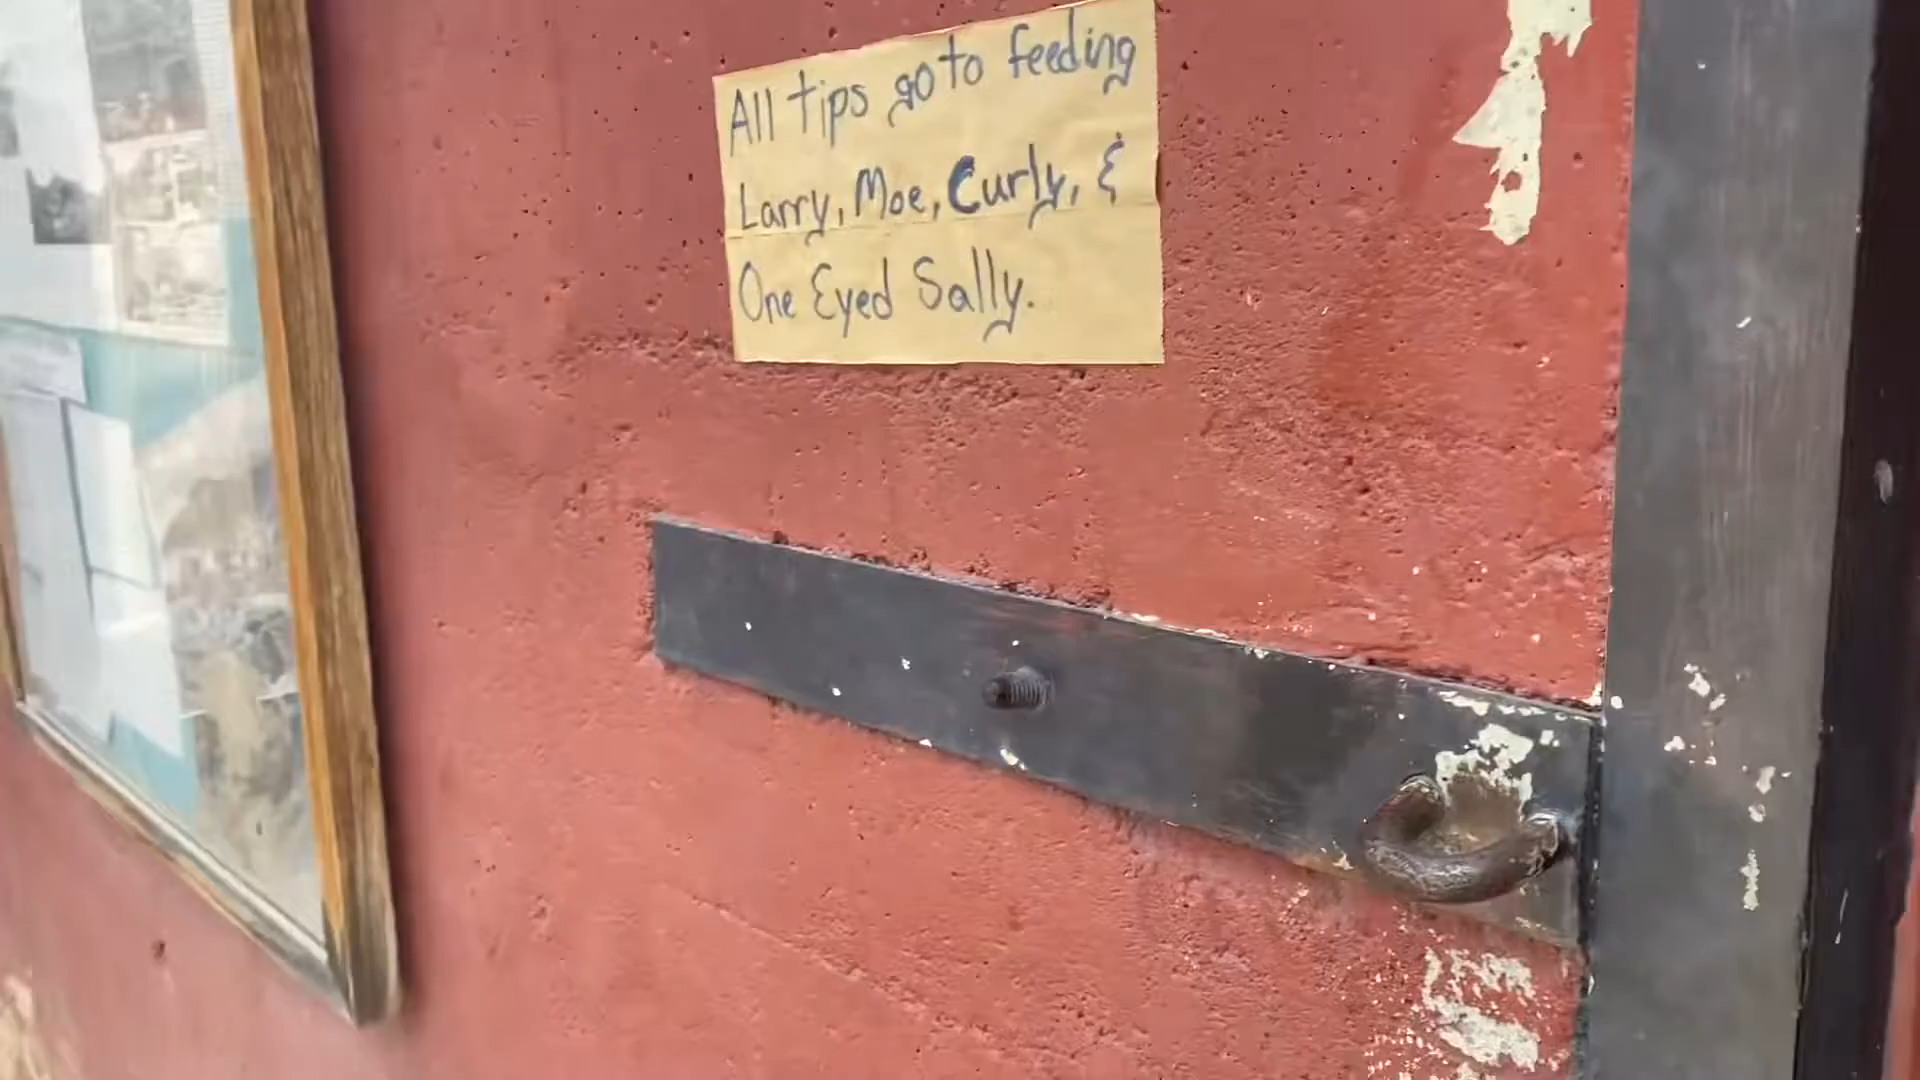 All tips go to feeding
Larry, Moe, Curly, &
One Eyed Sally.